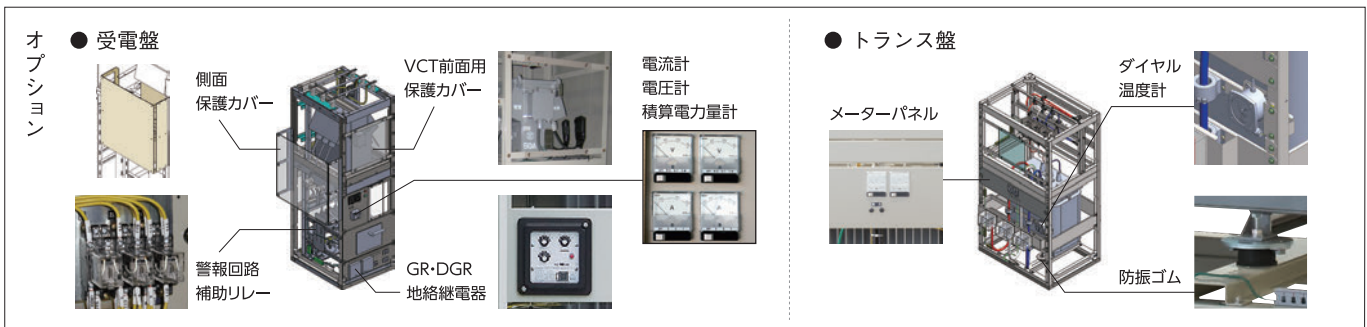 オプション
● 受電盤
側面
保護カバー
VCT前面用
保護カバー
電流計
電圧計
積算電力量計
警報回路
補助リレー
GR・DGR
地絡継電器
● トランス盤
メーターパネル
ダイヤル
温度計
防振ゴム